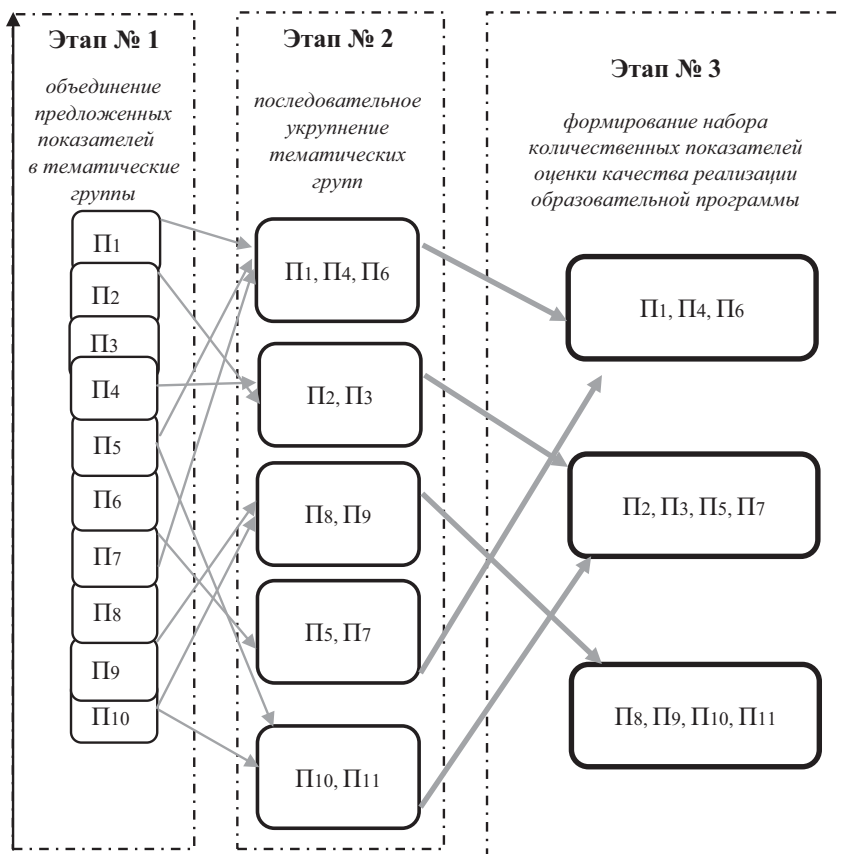 Этап № 1
объединение
предложенных
показателей
в тематические
группы
П1
П2
П3
П4
П5
П6
П7
П8
П9
П10
Этап № 2
последовательное
укрупнение
тематических
групп
П1, П4, П6
П2, П3
П8, П9
П5, П7
П10, П11
Этап № 3
формирование набора
количественных показателей
оценки качества реализации
образовательной программы
П1, П4, П6
П2, П3, П5, П7
П8, П9, П10, П11